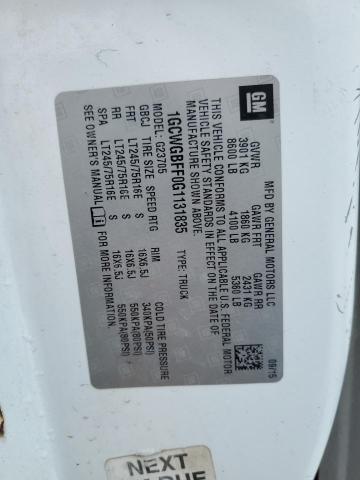 GM
MFD BY GENERAL MOTORS LLC
GVWR GAWR FRT GAWR RR
3901 KG 1860 KG 2431 KG
8600 LB 4100 LB 5360 LB
THIS VEHICLE CONFORMS TO ALL APPLICABLE U.S. FEDERAL MOTOR
VEHICLE SAFETY STANDARDS IN EFFECT ON THE DATE OF
MANUFACTURE SHOWN ABOVE.
09/15
1GCWGBFF0G1131835 TYPE: TRUCK
MODEL: G23705
GBCJ TIRE SIZE SPEED RTG RIM COLD TIRE PRESSURE
FRT LT245/75R16E S 16X6.5J 340KPA(50PSI)
RR LT245/75R16E S 16X6.5J 550KPA(80PSI)
SPA LT245/75R16E S 16X6.5J 550KPA(80PSI)
SEE OWNER'S MANUAL FOR MORE INFORMATION.
NEXT
DUE